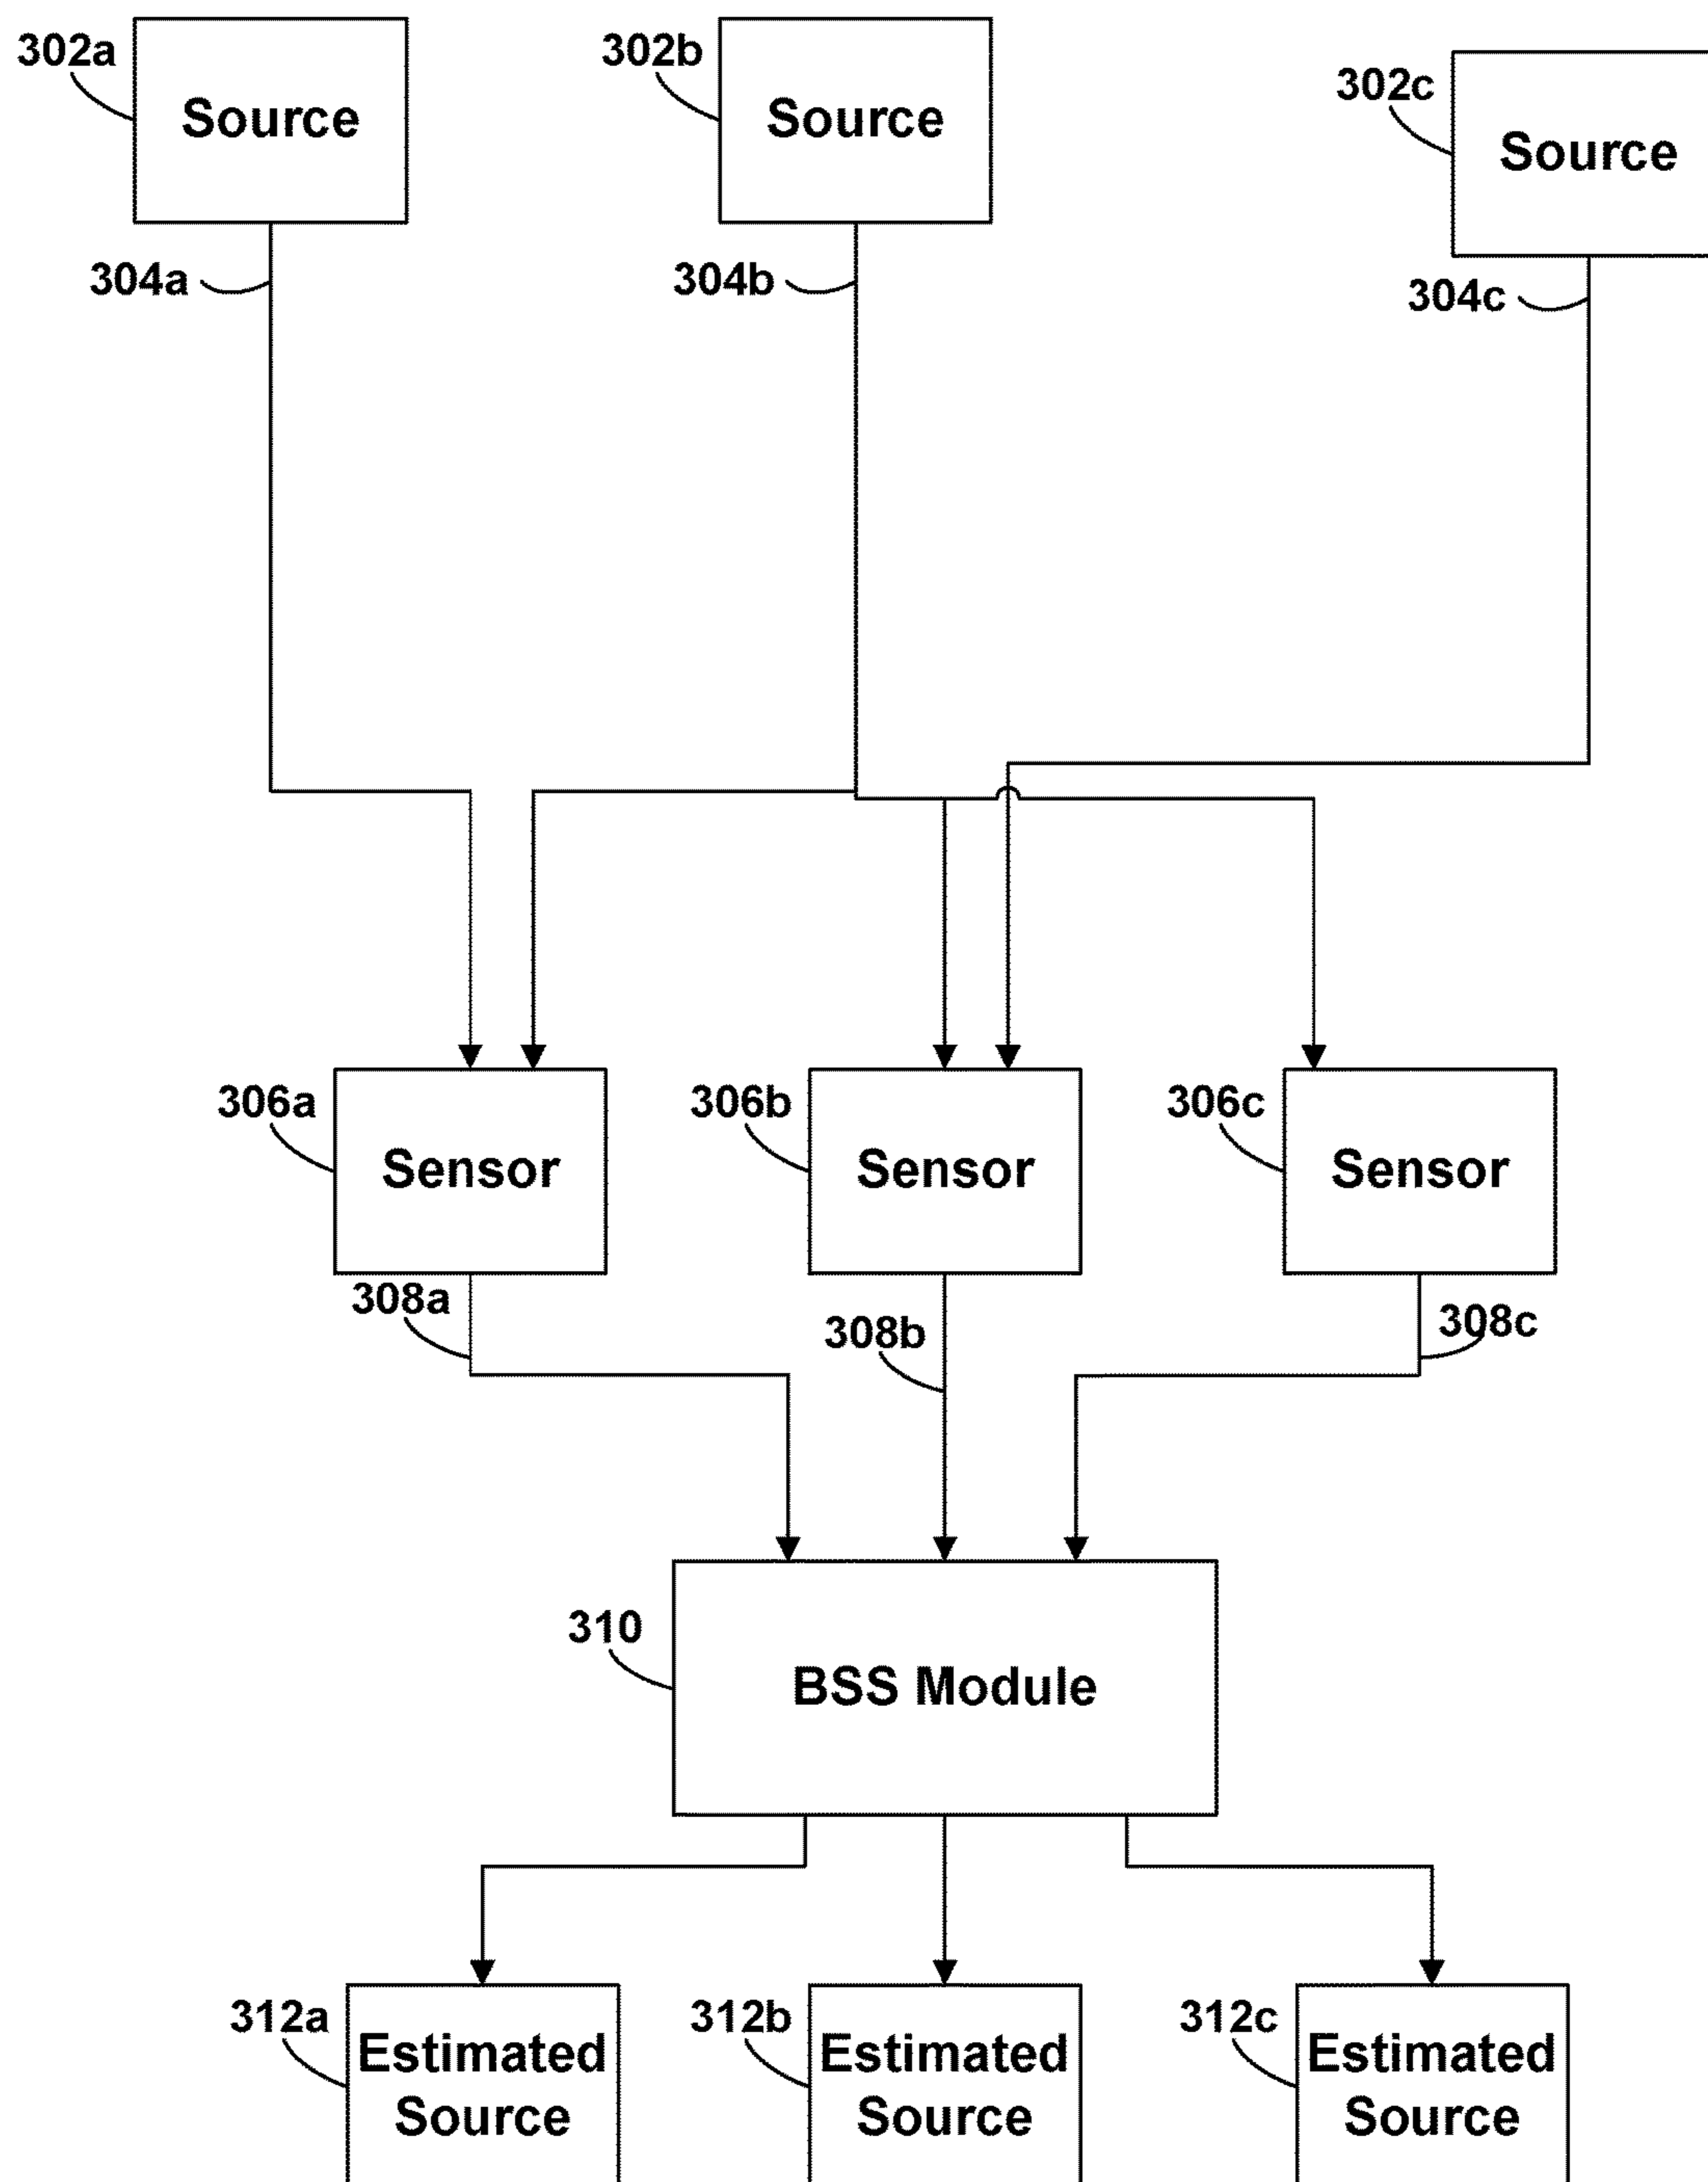 302a
Source
302b
Source
302c
Source
304a
304b
304c
306a
Sensor
306b
Sensor
306c
Sensor
308a
308b
308c
310
BSS Module
312a
Estimated
Source
312b
Estimated
Source
312c
Estimated
Source